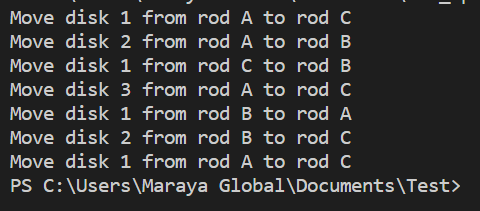 Move disk 1 from rod A to rod C
Move disk 2 from rod A to rod B
Move disk 1 from rod C to rod B
Move disk 3 from rod A to rod C
Move disk 1 from rod B to rod A
Move disk 2 from rod B to rod C
Move disk 1 from rod A to rod C
PS C:\Users\Maraya Global\Documents\Test>